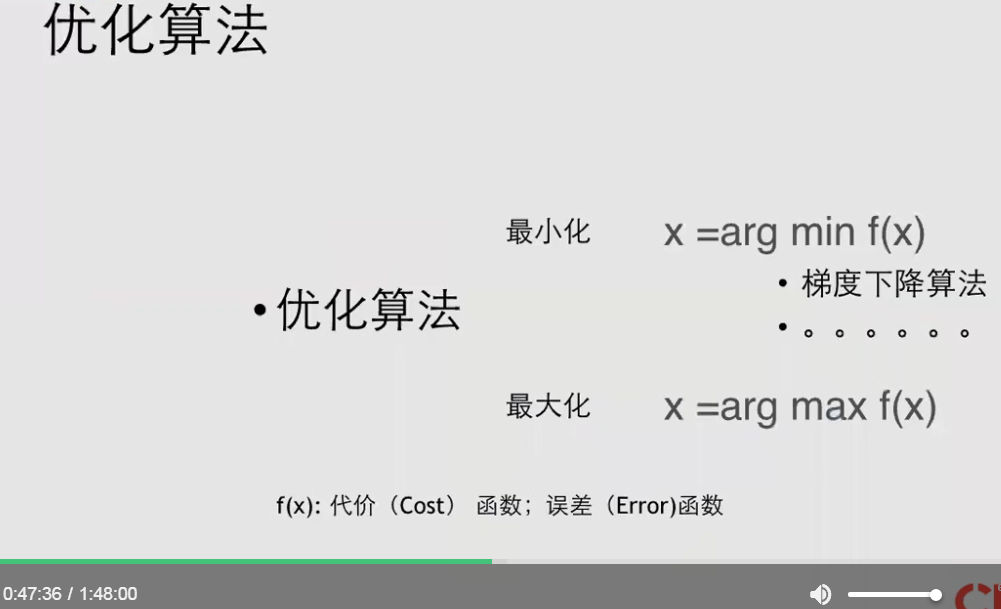 优化算法
最小化 x =arg min f(x)
• 梯度下降算法
• 优化算法
• 。。。。。。
最大化 x =arg max f(x)
f(x): 代价（Cost） 函数；误差（Error)函数
0:47:36 / 1:48:00